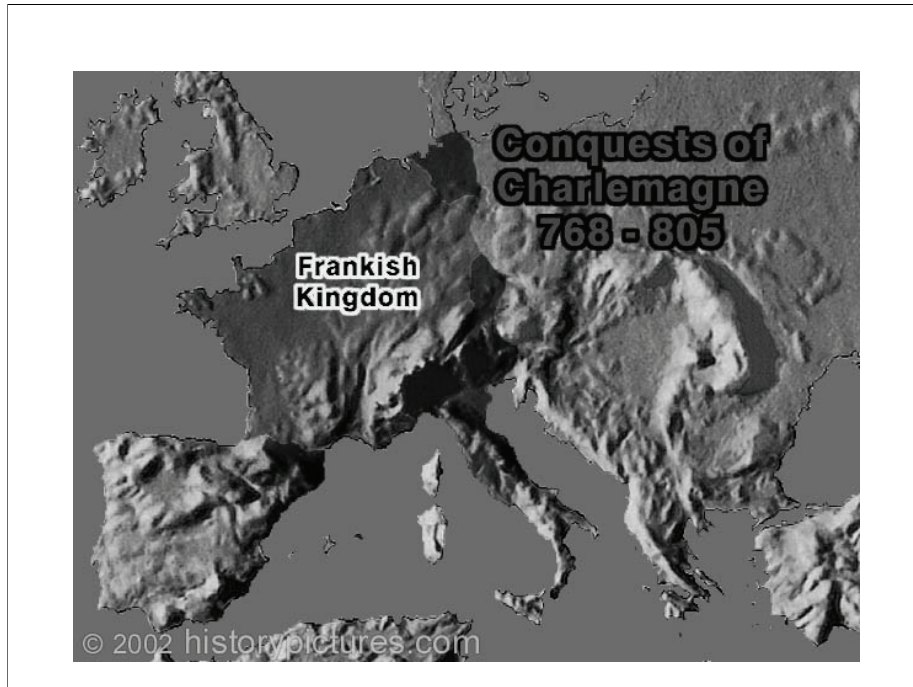 Conquests of
Charlemagne
768 - 805
Frankish
Kingdom
© 2002 historypictures.com